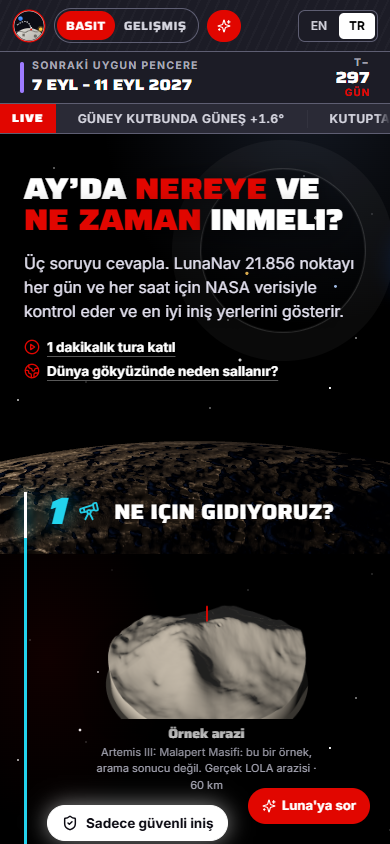 BASIT GELIŞMIŞ EN TR
SONRAKI UYGUN PENCERE
7 EYL – 11 EYL 2027
T−
297
GÜN
LIVE GÜNEY KUTBUNDA GÜNEŞ +1.6° KUTUPTA
AY’DA NEREYE VE
NE ZAMAN INMELİ?
Üç soruyu cevapla. LunaNav 21.856 noktayı
her gün ve her saat için NASA verisiyle
kontrol eder ve en iyi iniş yerlerini gösterir.
1 dakikalık tura katıl
Dünya gökyüzünde neden sallanır?
1 NE IÇIN GIDIYORUZ?
Örnek arazi
Artemis III: Malapert Masifi: bu bir örnek,
arama sonucu değil. Gerçek LOLA arazisi ·
60 km
Sadece güvenli iniş
Luna'ya sor